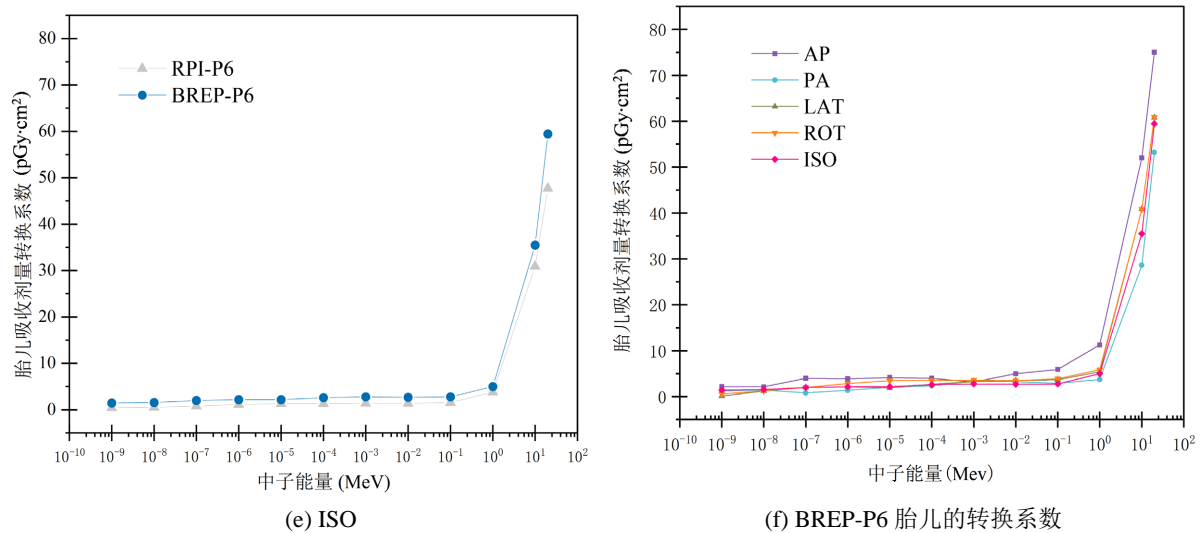 80
70
60
50
40
30
20
10
0
胎儿吸收剂量转换系数 (pGy·cm²)
RPI-P6
BREP-P6
10⁻¹⁰ 10⁻⁹ 10⁻⁸ 10⁻⁷ 10⁻⁶ 10⁻⁵ 10⁻⁴ 10⁻³ 10⁻² 10⁻¹ 10⁰ 10¹ 10²
中子能量 (MeV)
(e) ISO
80
70
60
50
40
30
20
10
0
胎儿吸收剂量转换系数 (pGy·cm²)
AP
PA
LAT
ROT
ISO
10⁻¹⁰ 10⁻⁹ 10⁻⁸ 10⁻⁷ 10⁻⁶ 10⁻⁵ 10⁻⁴ 10⁻³ 10⁻² 10⁻¹ 10⁰ 10¹ 10²
中子能量(Mev)
(f) BREP-P6 胎儿的转换系数